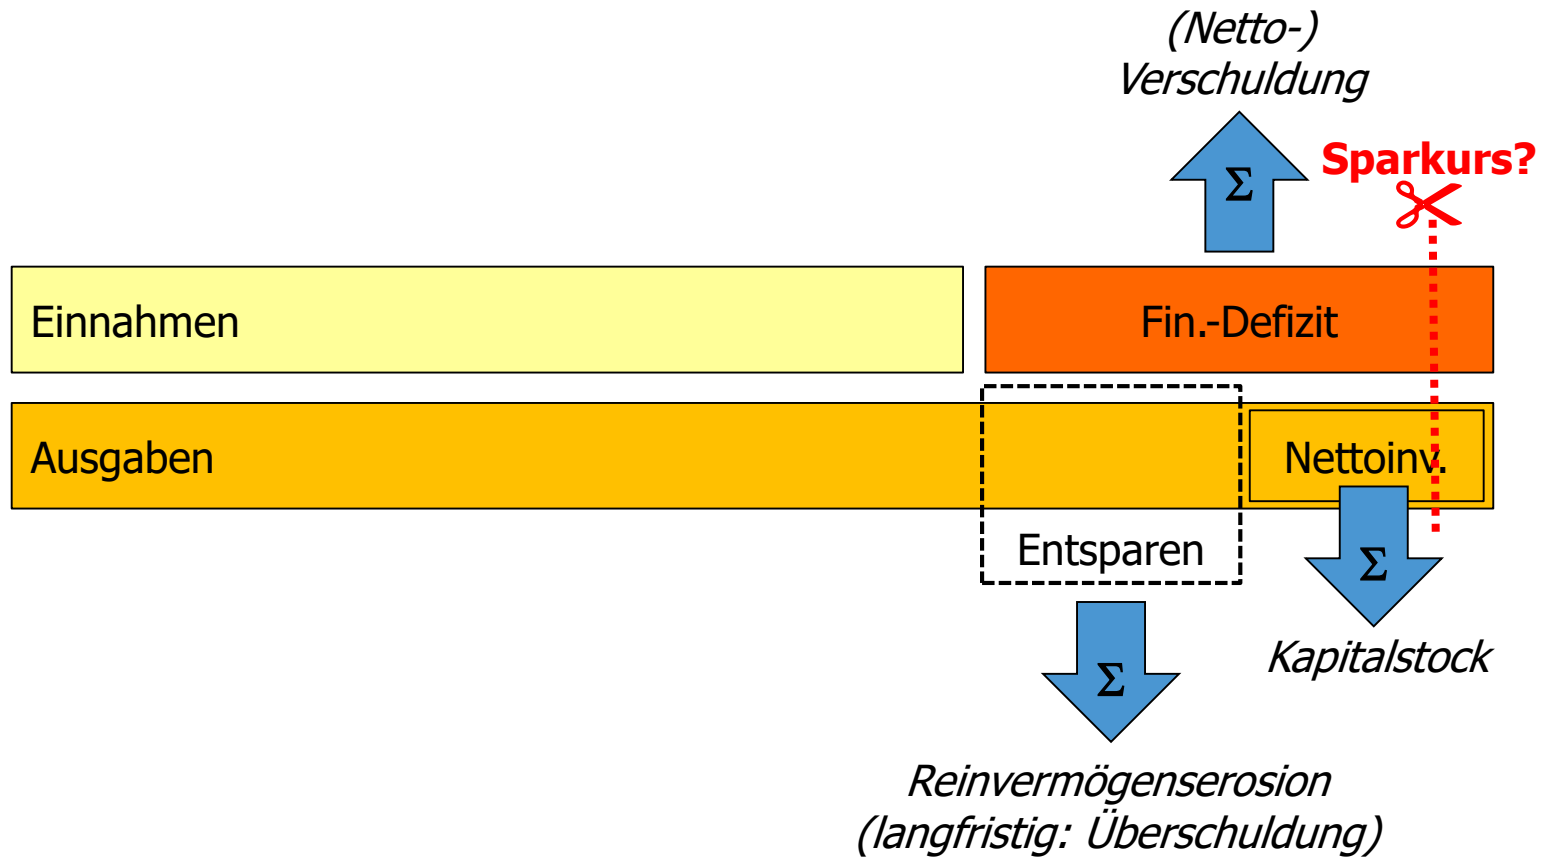 (Netto-)
Verschuldung
Sparkurs?
Σ
Einnahmen
Fin.-Defizit
Ausgaben
Nettoinv.
Entsparen
Σ
Kapitalstock
Σ
Reinvermögenserosion
(langfristig: Überschuldung)